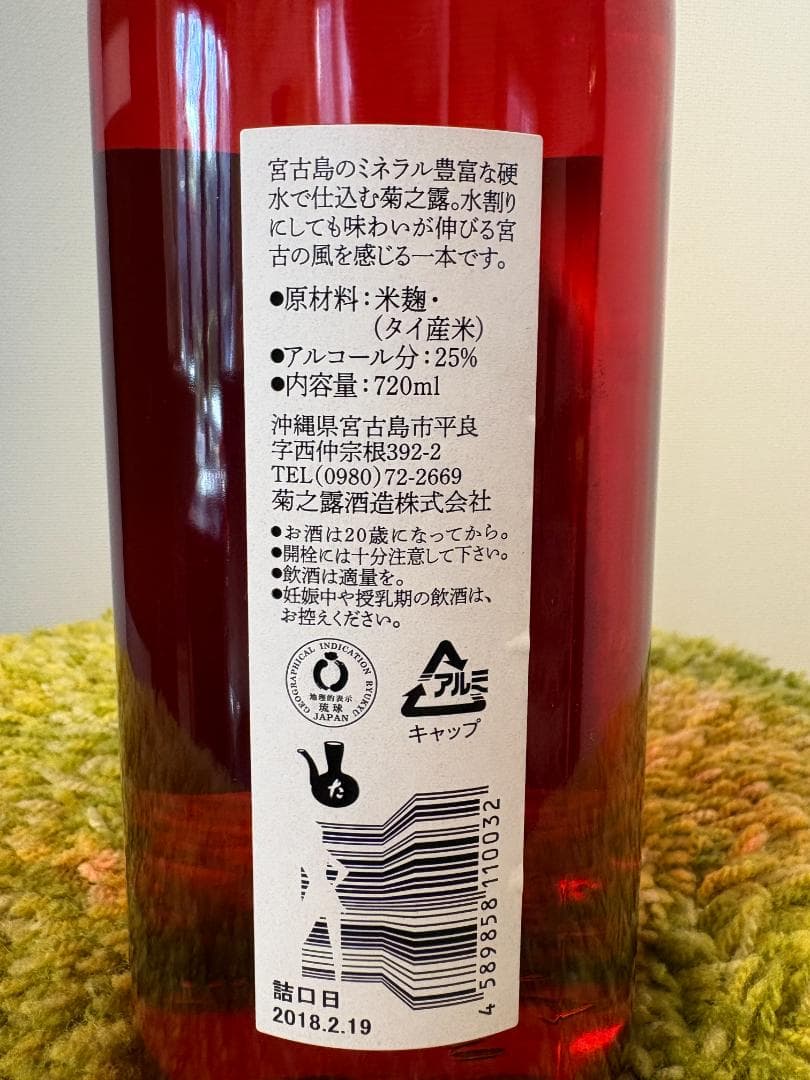 宮古島のミネラル豊富な硬
水で仕込む菊之露。水割り
にしても味わいが伸びる宮
古の風を感じる一本です。
●原材料:米麹・
(タイ産米)
●アルコール分:25%
●内容量:720ml
沖縄県宮古島市平良
字西仲宗根392-2
TEL(0980)72-2669
菊之露酒造株式会社
●お酒は20歳になってから。
●開栓には十分注意して下さい。
●飲酒は適量を。
●妊娠中や授乳期の飲酒は、
お控えください。
GEOGRAPHICAL INDICATION RYUKYU
地理的表示
琉球
JAPAN
アルミ
キャップ
た
4589858110032
詰口日
2018.2.19